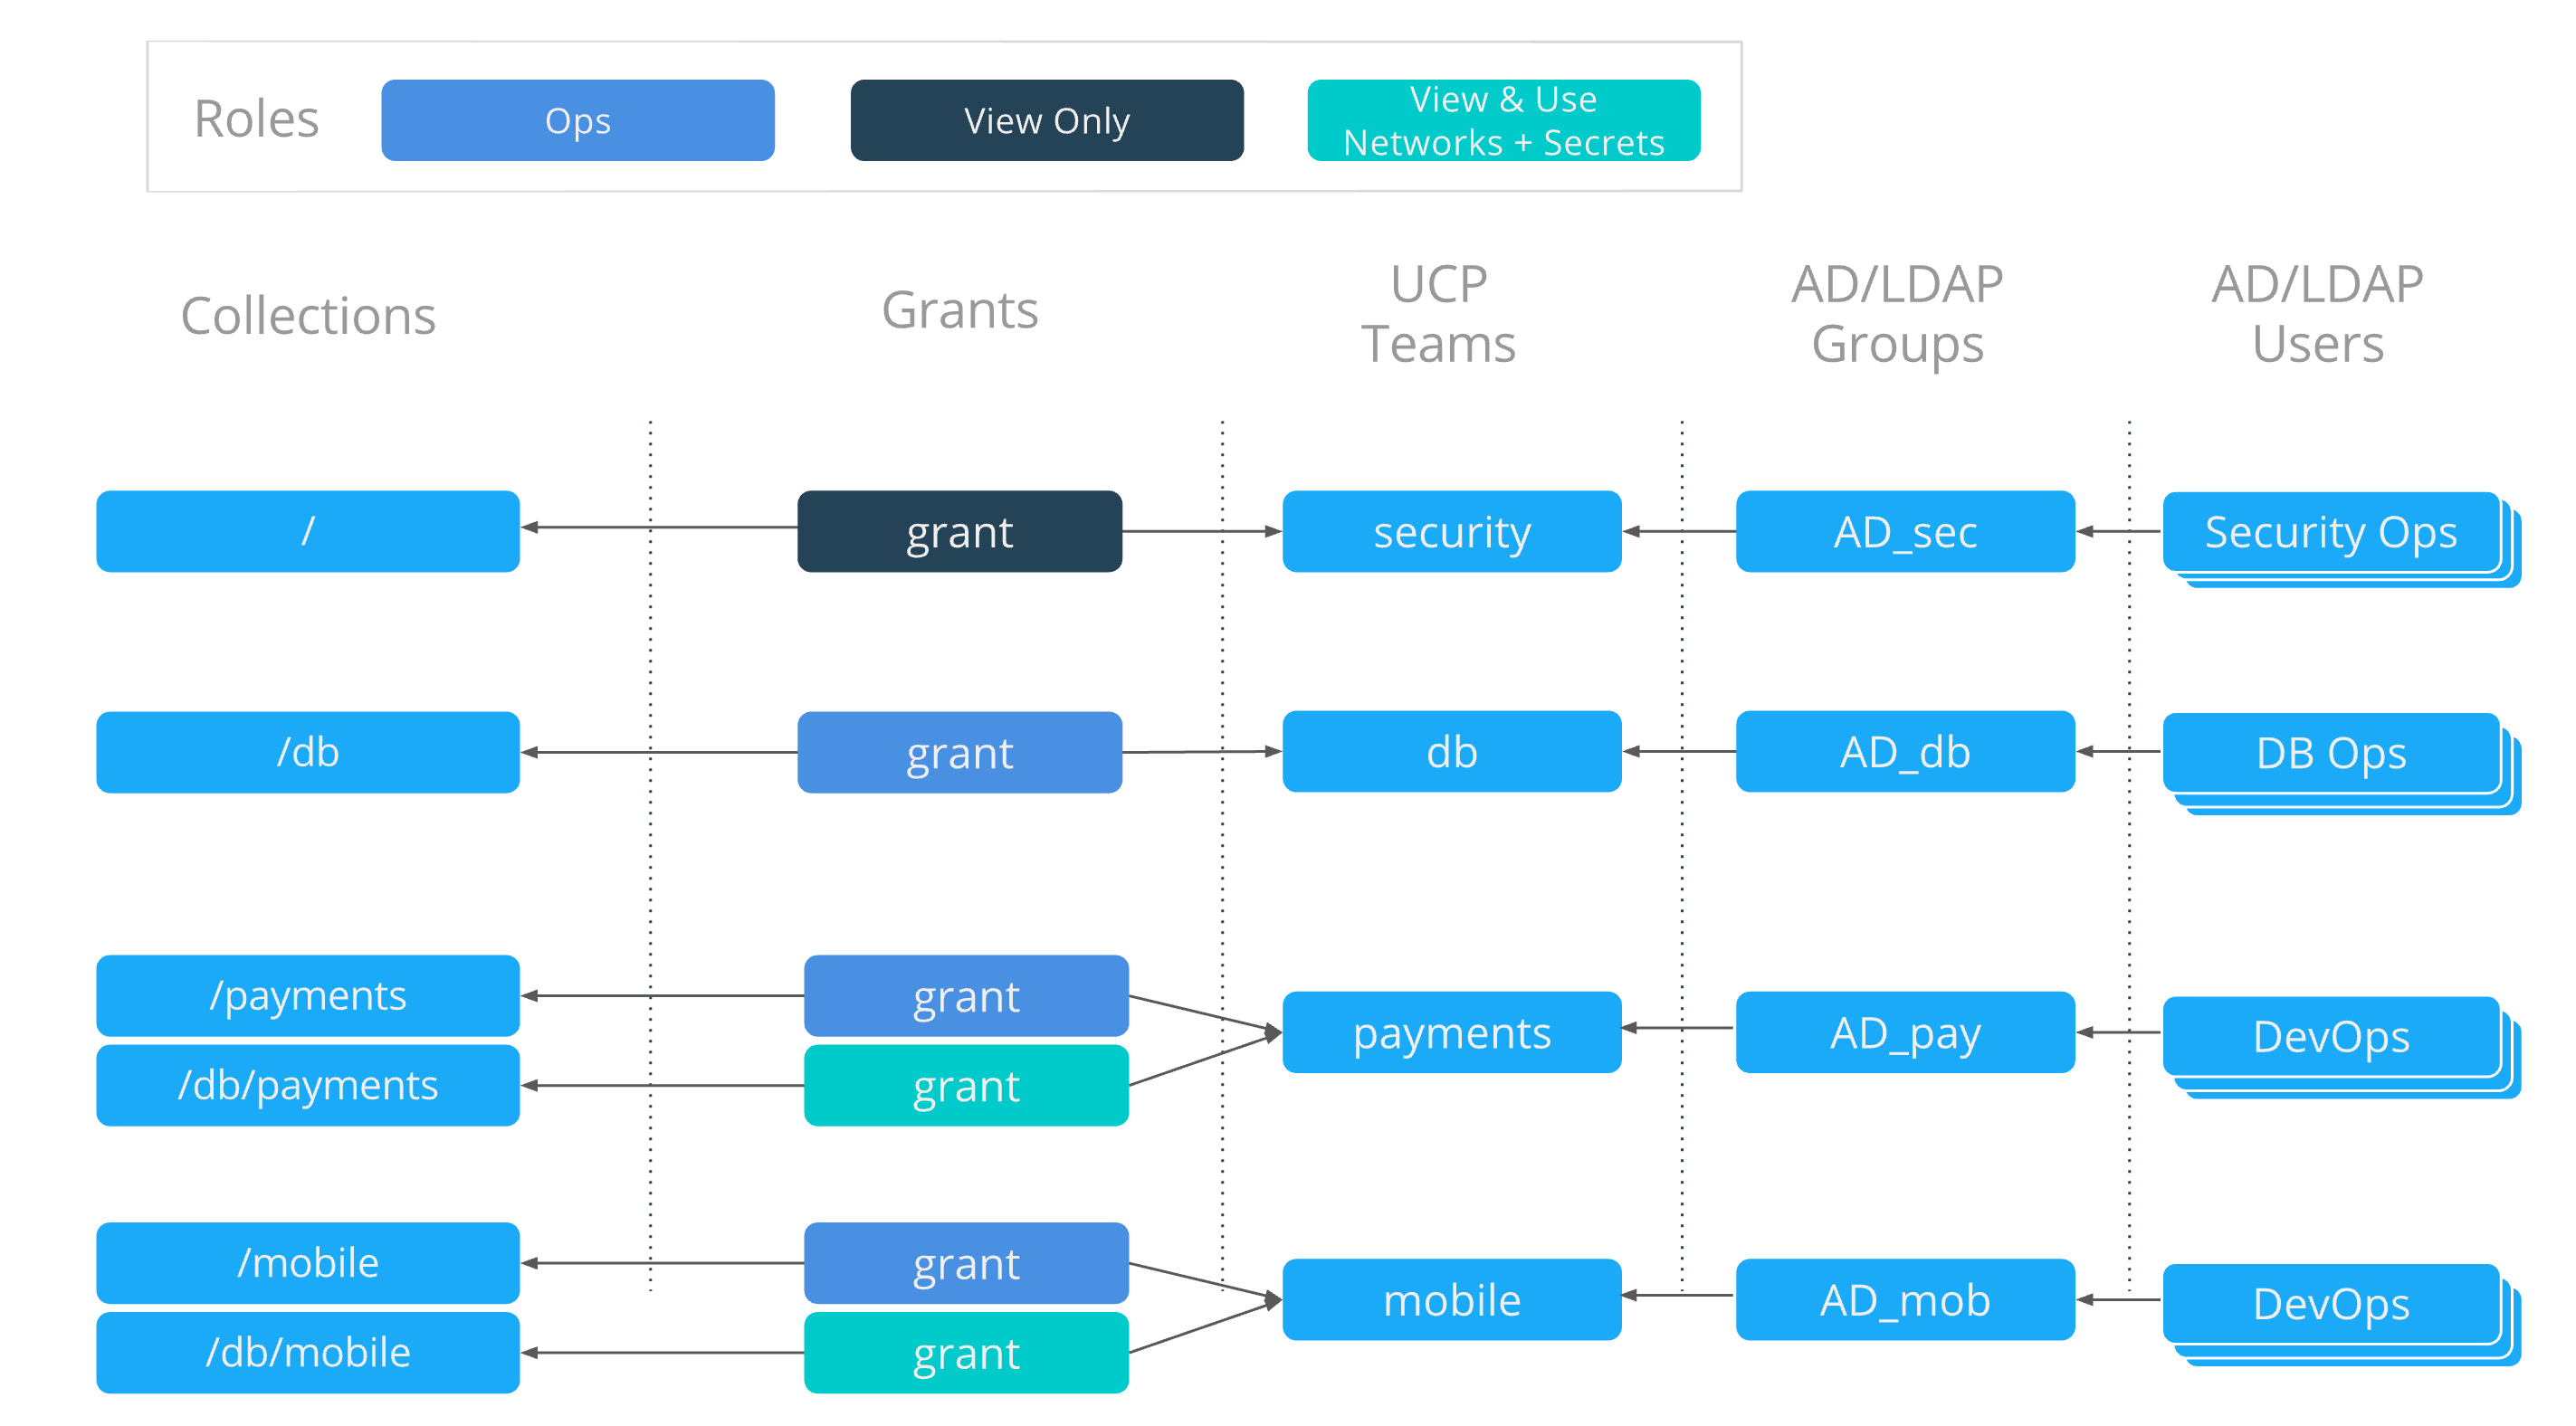 Roles
Ops
View Only
View & Use
Networks + Secrets
Collections
Grants
UCP
Teams
AD/LDAP
Groups
AD/LDAP
Users
/
grant
security
AD_sec
Security Ops
/db
grant
db
AD_db
DB Ops
/payments
grant
/db/payments
grant
payments
AD_pay
DevOps
/mobile
grant
/db/mobile
grant
mobile
AD_mob
DevOps